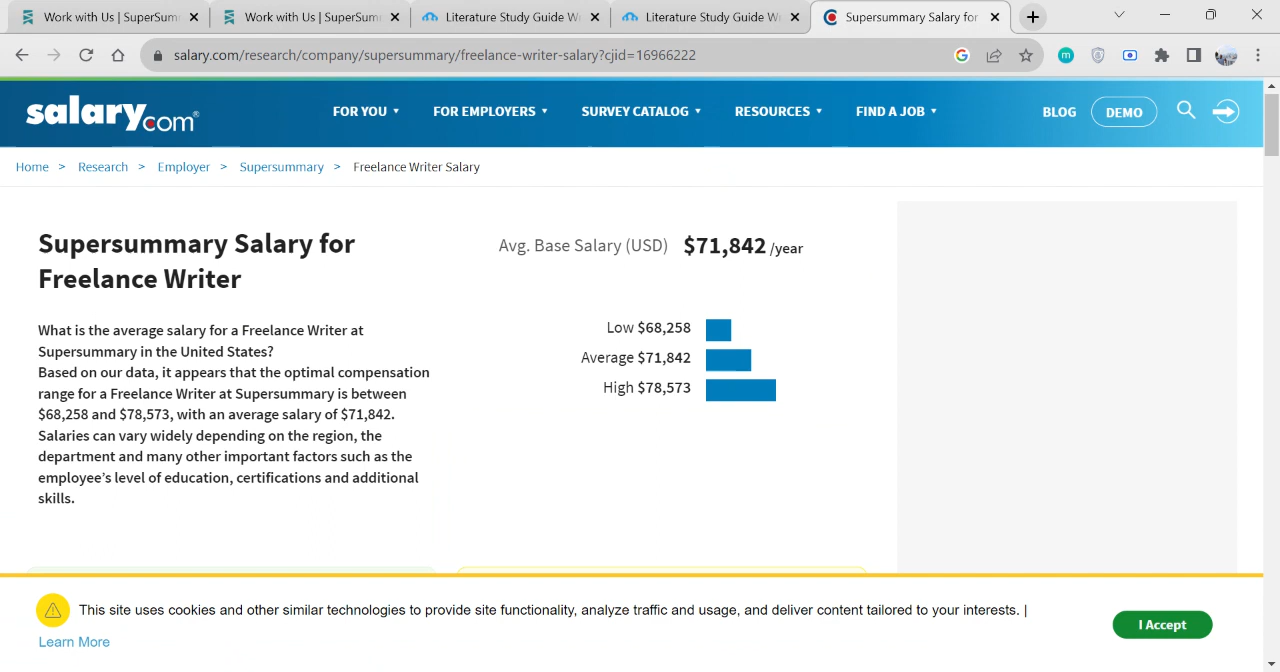 Work with Us | SuperSum
Work with Us | SuperSum
Literature Study Guide W
Literature Study Guide W
Supersummary Salary for
salary.com/research/company/supersummary/freelance-writer-salary?cjid=16966222
salary.com®
FOR YOU
FOR EMPLOYERS
SURVEY CATALOG
RESOURCES
FIND A JOB
BLOG
DEMO
Home > Research > Employer > Supersummary > Freelance Writer Salary
Supersummary Salary for
Freelance Writer
Avg. Base Salary (USD) $71,842 /year
Low $68,258
Average $71,842
High $78,573
What is the average salary for a Freelance Writer at
Supersummary in the United States?
Based on our data, it appears that the optimal compensation
range for a Freelance Writer at Supersummary is between
$68,258 and $78,573, with an average salary of $71,842.
Salaries can vary widely depending on the region, the
department and many other important factors such as the
employee’s level of education, certifications and additional
skills.
This site uses cookies and other similar technologies to provide site functionality, analyze traffic and usage, and deliver content tailored to your interests. |
Learn More
I Accept